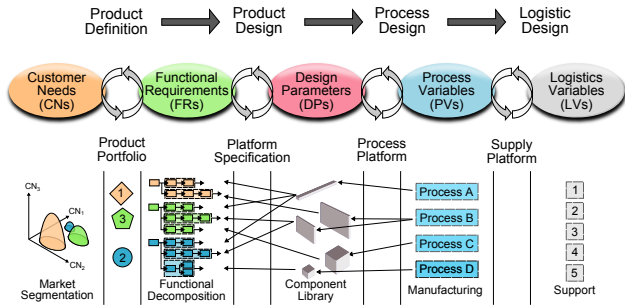 Product Definition
Product Design
Process Design
Logistic Design
Customer Needs (CNs)
Functional Requirements (FRs)
Design Parameters (DPs)
Process Variables (PVs)
Logistics Variables (LVs)
Product Portfolio
Platform Specification
Process Platform
Supply Platform
CN3
CN1
CN2
1
3
2
Process A
Process B
Process C
Process D
1
2
3
4
5
Market Segmentation
Functional Decomposition
Component Library
Manufacturing
Support